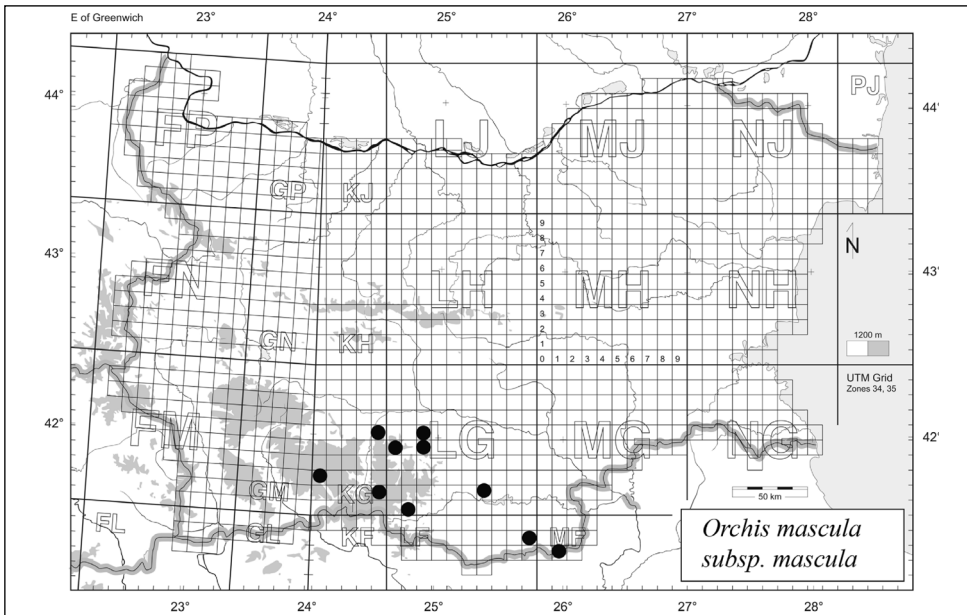 E of Greenwich 23° 24° 25° 26° 27° 28°
44° 44°
PJ
FP LJ MJ NJ
GP KJ
9
8
7
6
5
4
3
2
1
0 1 2 3 4 5 6 7 8 9
43° N 43°
FN LH MH NH
GN KH
1200 m
UTM Grid
Zones 34, 35
42° 42°
FM LG MG NG
GM KG
50 km
FL GL KF LF MF
Orchis mascula
subsp. mascula
23° 24° 25° 26° 27° 28°